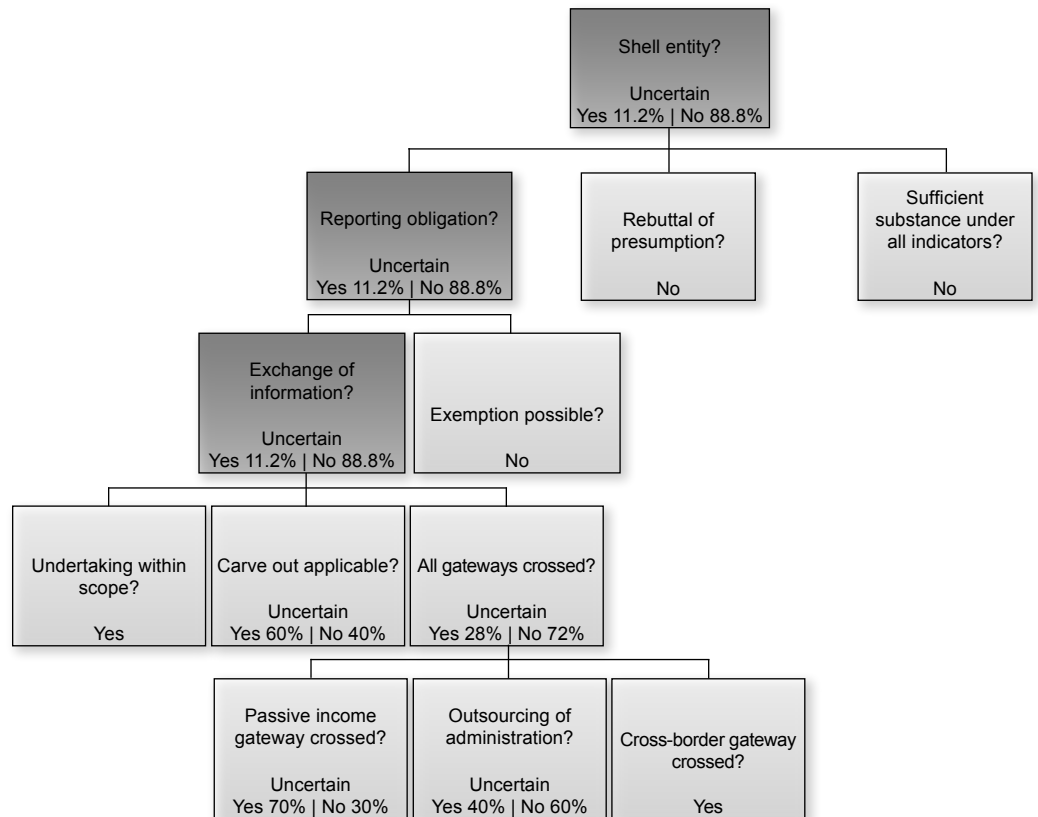 Shell entity?
Uncertain
Yes 11.2% | No 88.8%
Reporting obligation?
Uncertain
Yes 11.2% | No 88.8%
Rebuttal of
presumption?
No
Sufficient
substance under
all indicators?
No
Exchange of
information?
Uncertain
Yes 11.2% | No 88.8%
Exemption possible?
No
Undertaking within
scope?
Yes
Carve out applicable?
Uncertain
Yes 60% | No 40%
All gateways crossed?
Uncertain
Yes 28% | No 72%
Passive income
gateway crossed?
Uncertain
Yes 70% | No 30%
Outsourcing of
administration?
Uncertain
Yes 40% | No 60%
Cross-border gateway
crossed?
Yes